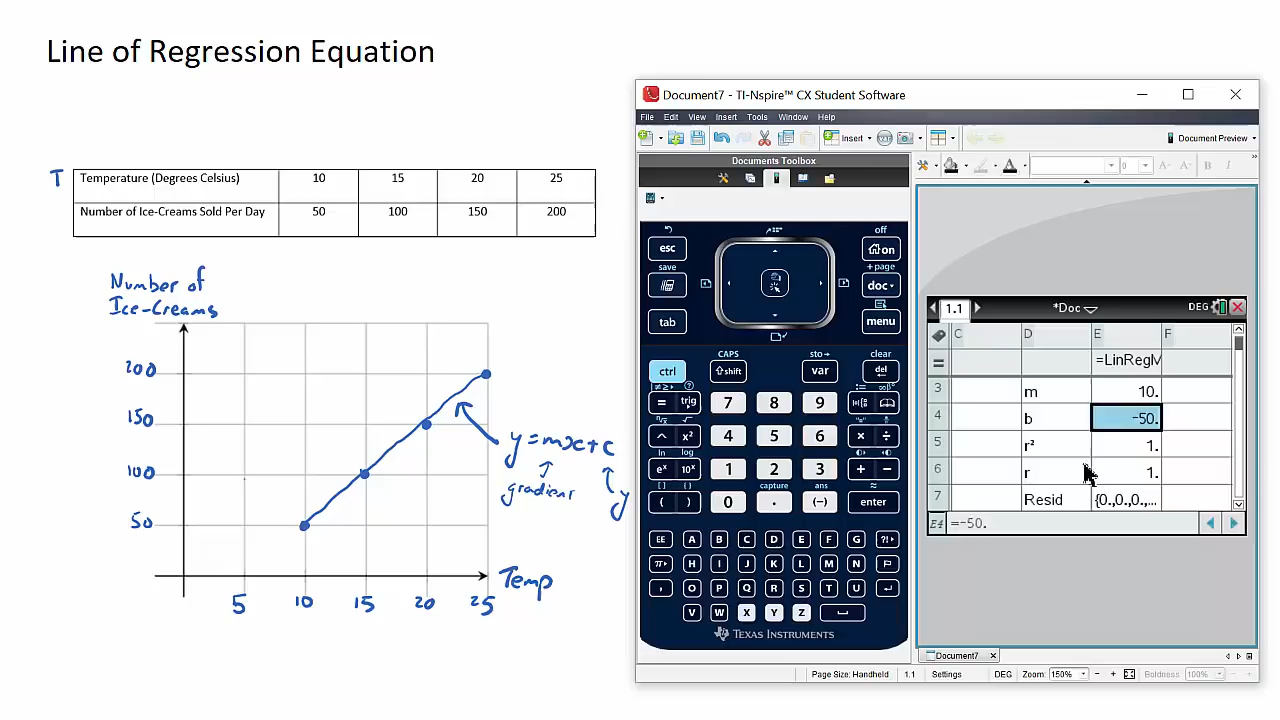 Line of Regression Equation
T
Temperature (Degrees Celsius) 10 15 20 25
Number of Ice-Creams Sold Per Day 50 100 150 200
Number of
Ice-Creams
200
150
100
50
5 10 15 20 25
Temp
y = mx + c
gradient
y
Document7 - TI-Nspire™ CX Student Software
File Edit View Insert Tools Window Help
Insert
Document Preview
Documents Toolbox
0
B I
esc
save
tab
off
on
+ page
doc
menu
ctrl
CAPS
shift
sto→
var
clear
del
= trig 7 8 9
^ x² 4 5 6 × ÷
ln log
eˣ 10ˣ 1 2 3 + −
capture ans
( ) 0 . (−) enter
EE A B C D E F G ?!
π H I J K L M N
, O P Q R S T U
V W X Y Z
TEXAS INSTRUMENTS
1.1 *Doc DEG
C D E F
= =LinRegM
3 m 10.
4 b -50.
5 r² 1.
6 r 1.
7 Resid {0.,0.,0.,...
E4 =-50.
Document7
Page Size: Handheld 1.1 Settings DEG Zoom: 150% - + Boldness: 100% - +